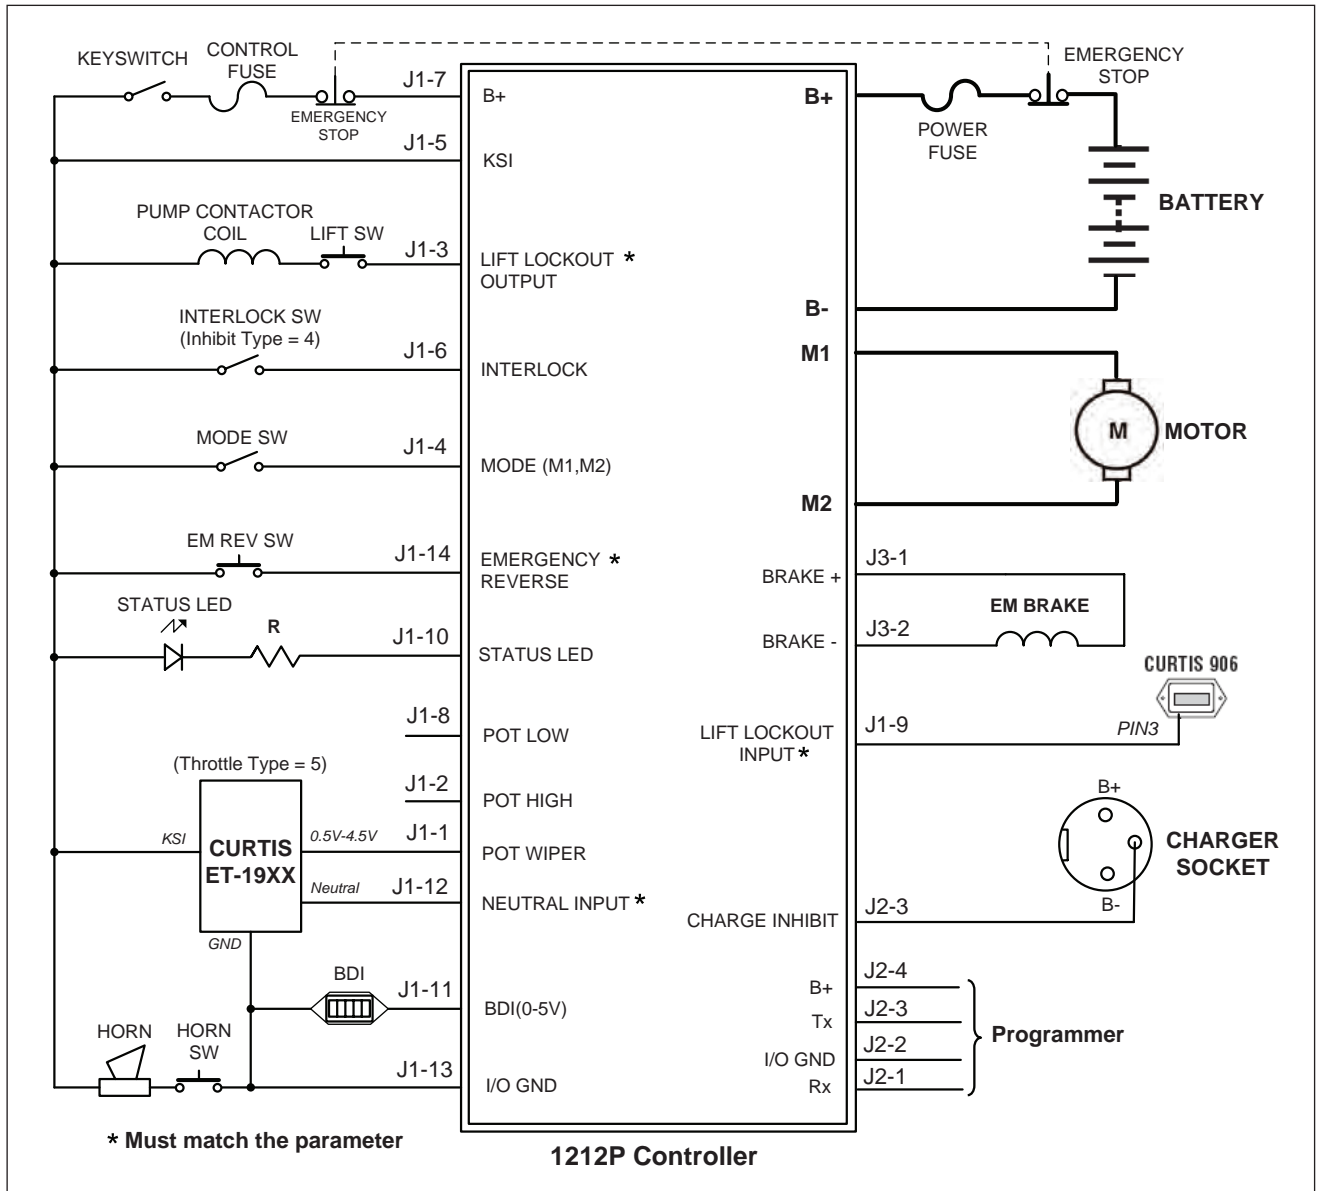 KEYSWITCH
CONTROL
FUSE
EMERGENCY
STOP
J1-7
B+
J1-5
KSI
PUMP CONTACTOR
COIL
LIFT SW
J1-3
LIFT LOCKOUT *
OUTPUT
INTERLOCK SW
(Inhibit Type = 4)
J1-6
INTERLOCK
MODE SW
J1-4
MODE (M1,M2)
EM REV SW
J1-14
EMERGENCY *
REVERSE
STATUS LED
R
J1-10
STATUS LED
J1-8
POT LOW
(Throttle Type = 5)
J1-2
POT HIGH
KSI
CURTIS
ET-19XX
0.5V-4.5V
J1-1
POT WIPER
Neutral
J1-12
NEUTRAL INPUT *
GND
BDI
J1-11
BDI(0-5V)
HORN
HORN
SW
J1-13
I/O GND
* Must match the parameter
B+
POWER
FUSE
EMERGENCY
STOP
BATTERY
B-
M1
M
MOTOR
M2
J3-1
BRAKE +
EM BRAKE
J3-2
BRAKE -
CURTIS 906
LIFT LOCKOUT
INPUT *
J1-9
PIN3
B+
CHARGER
SOCKET
B-
J2-3
CHARGE INHIBIT
J2-4
B+
J2-3
Tx
J2-2
I/O GND
J2-1
Rx
Programmer
1212P Controller